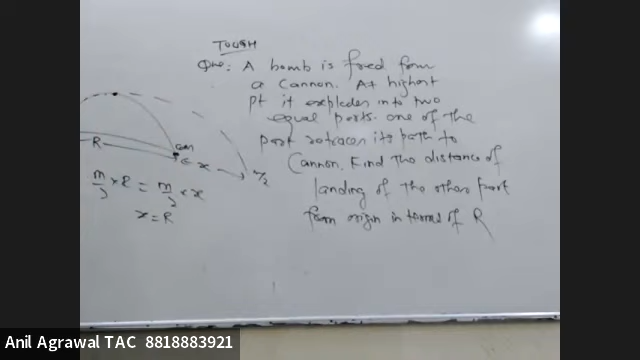 TOUGH
Que: A bomb is fired from
a Cannon. At highest
pt it explodes into two
equal parts. one of the
part retraces its path to
Cannon. Find the distance of
landing of the other part
from origin in terms of R
R
com
x
m/2
m/2 × R = m/2 × x
x = R
Anil Agrawal TAC 8818883921